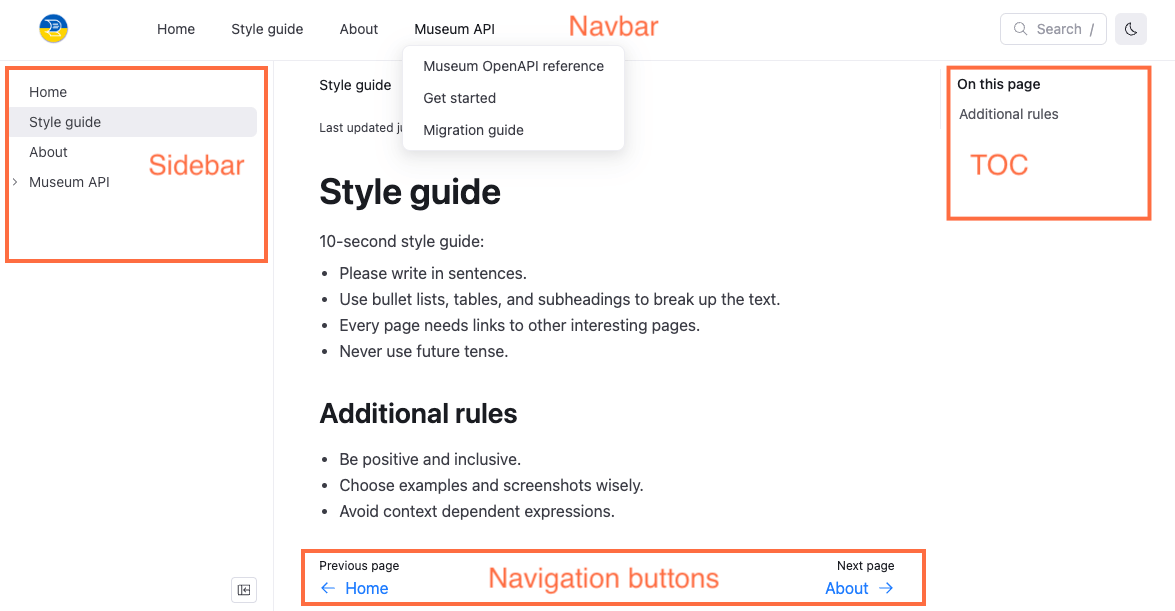 Home Style guide About Museum API Navbar Search /
Museum OpenAPI reference
Get started
Migration guide
Home
Style guide
About
Museum API
Sidebar
Style guide
Last updated
Style guide
10-second style guide:
• Please write in sentences.
• Use bullet lists, tables, and subheadings to break up the text.
• Every page needs links to other interesting pages.
• Never use future tense.
Additional rules
• Be positive and inclusive.
• Choose examples and screenshots wisely.
• Avoid context dependent expressions.
Previous page Next page
← Home Navigation buttons About →
On this page
Additional rules
TOC